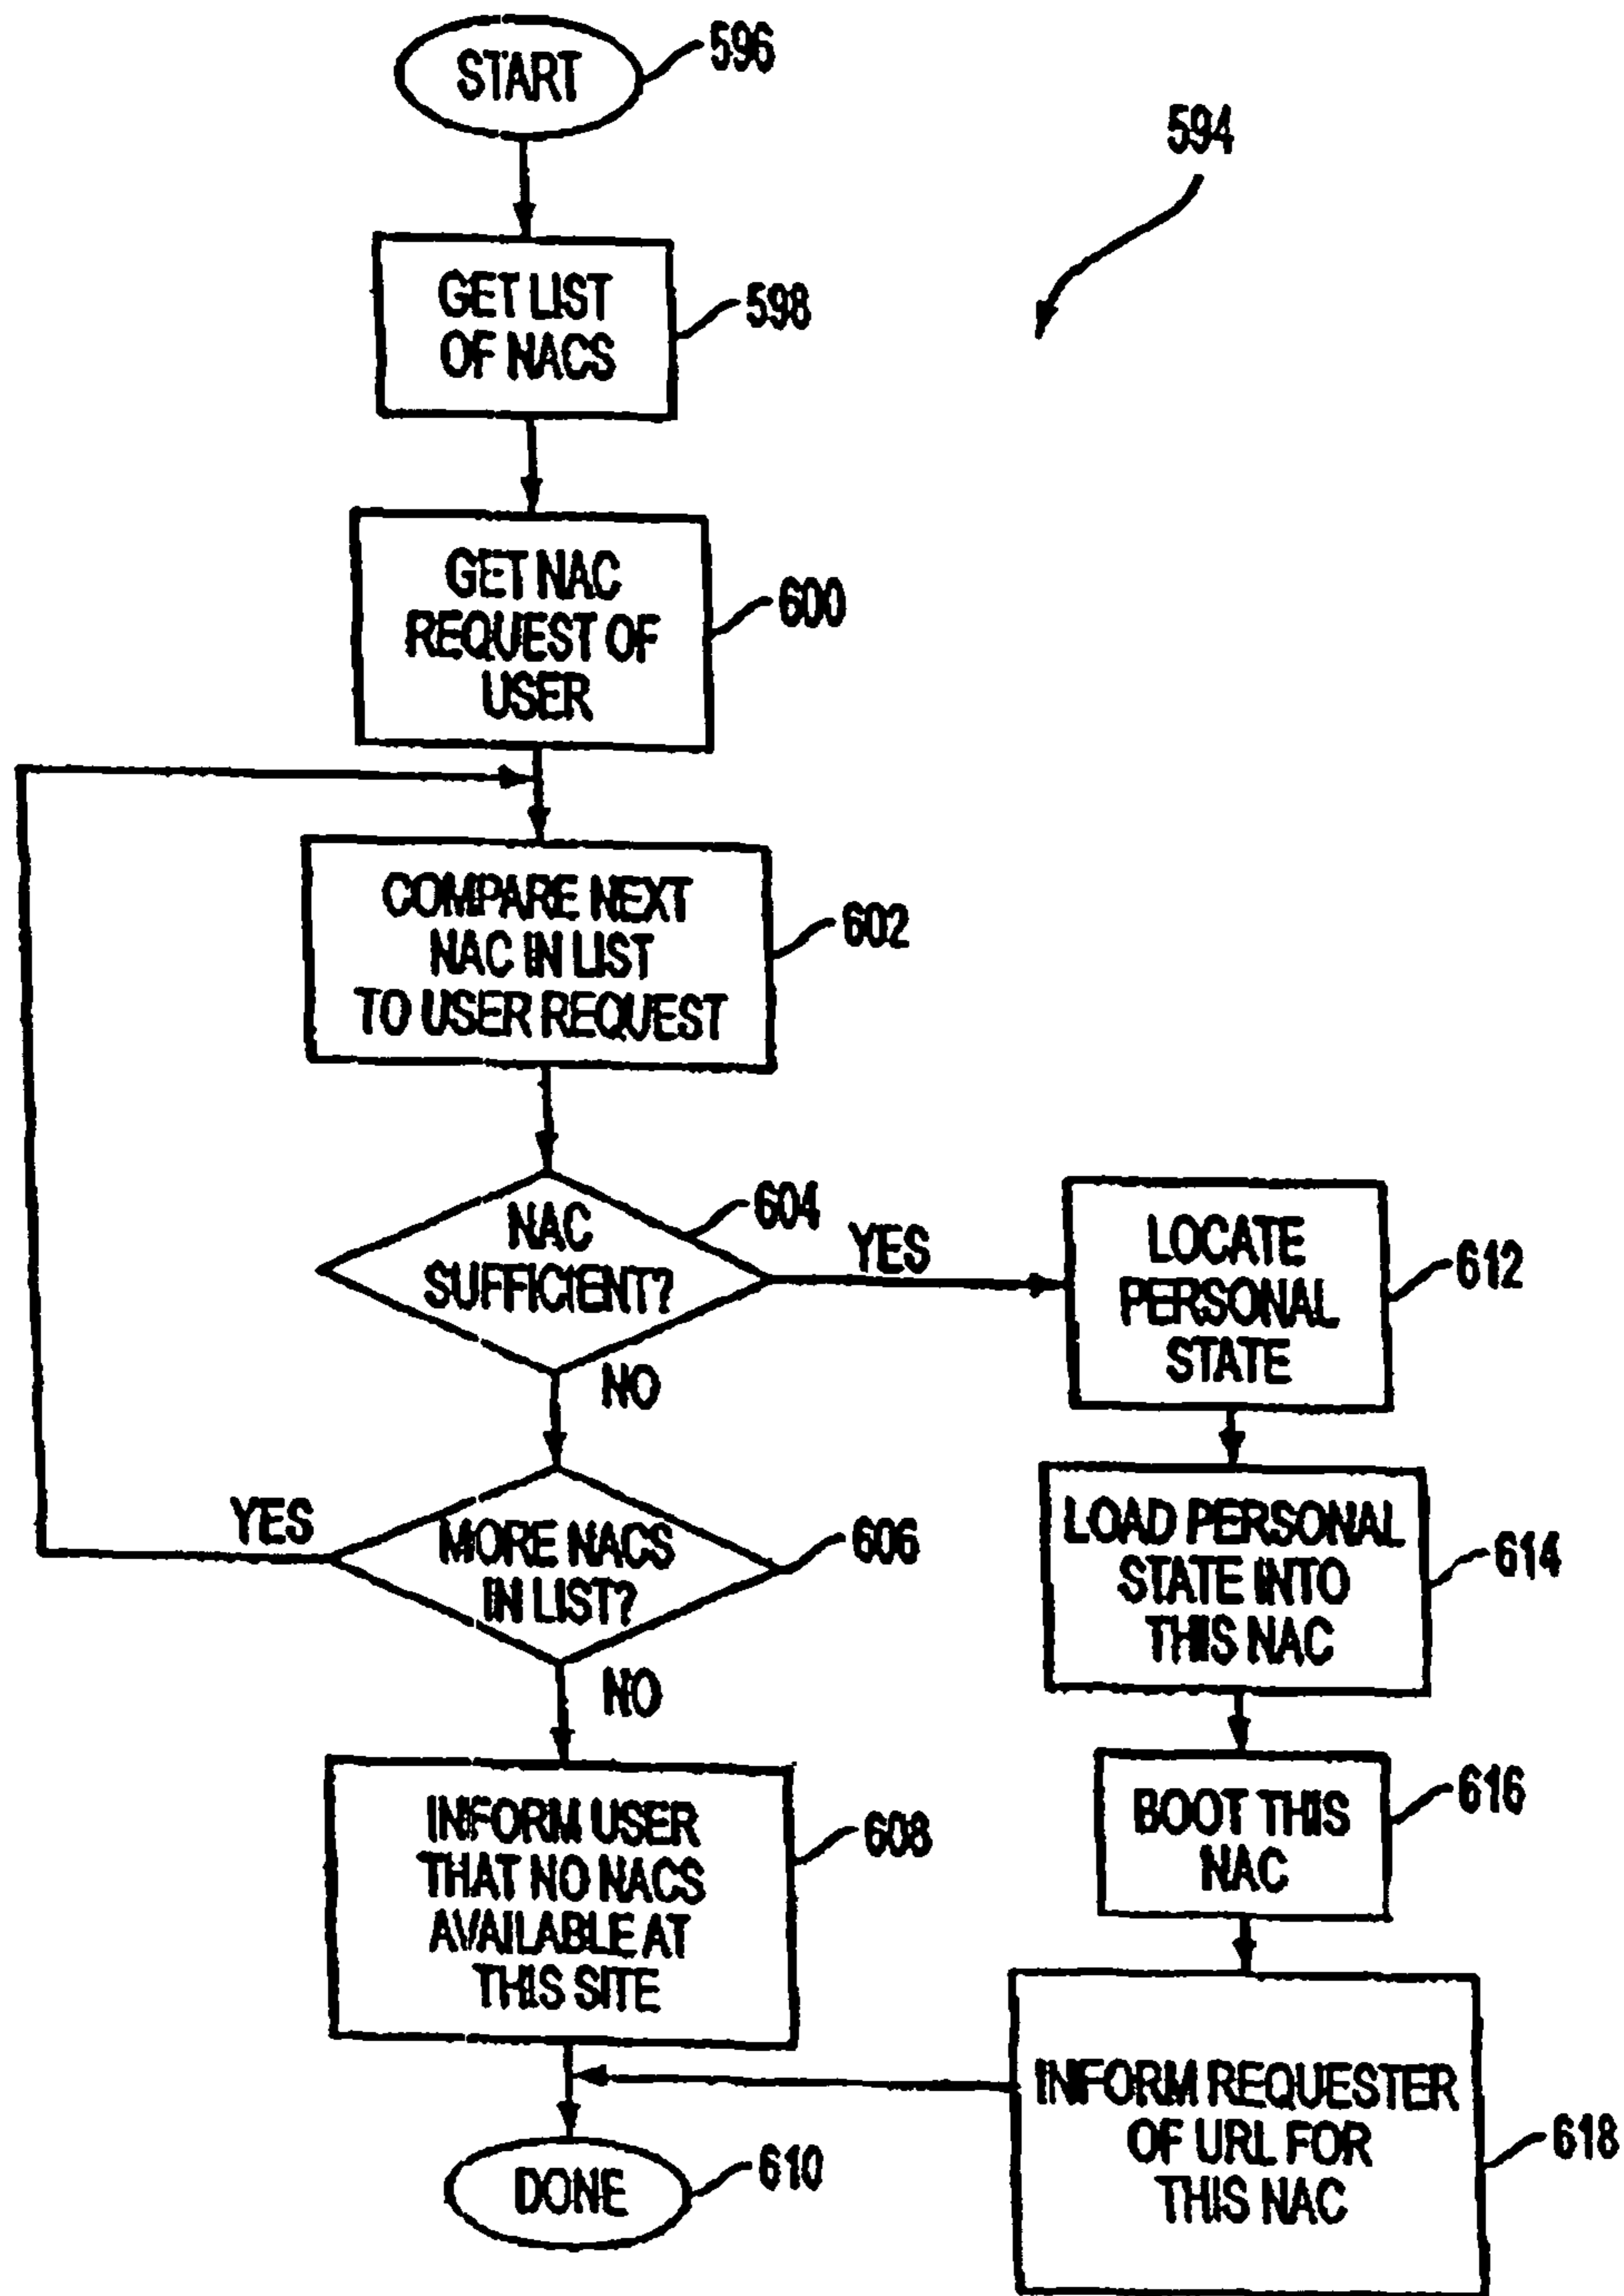 START
596
594
GET LIST
OF NACS
598
GET NAC
REQUEST OF
USER
600
COMPARE NEXT
NAC IN LIST
TO USER REQUEST
602
NAC
SUFFICIENT?
604
YES
NO
MORE NACS
IN LIST?
606
YES
NO
INFORM USER
THAT NO NACS
AVAILABLE AT
THIS SITE
608
DONE
610
LOCATE
PERSONAL
STATE
612
LOAD PERSONAL
STATE INTO
THIS NAC
614
BOOT THIS
NAC
616
INFORM REQUESTER
OF URL FOR
THIS NAC
618